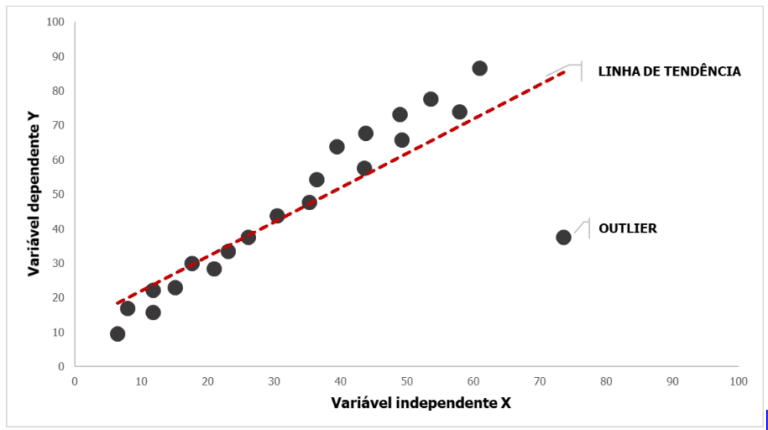 100
90
80
70
60
50
40
30
20
10
0
Variável dependente Y
LINHA DE TENDÊNCIA
OUTLIER
0 10 20 30 40 50 60 70 80 90 100
Variável independente X